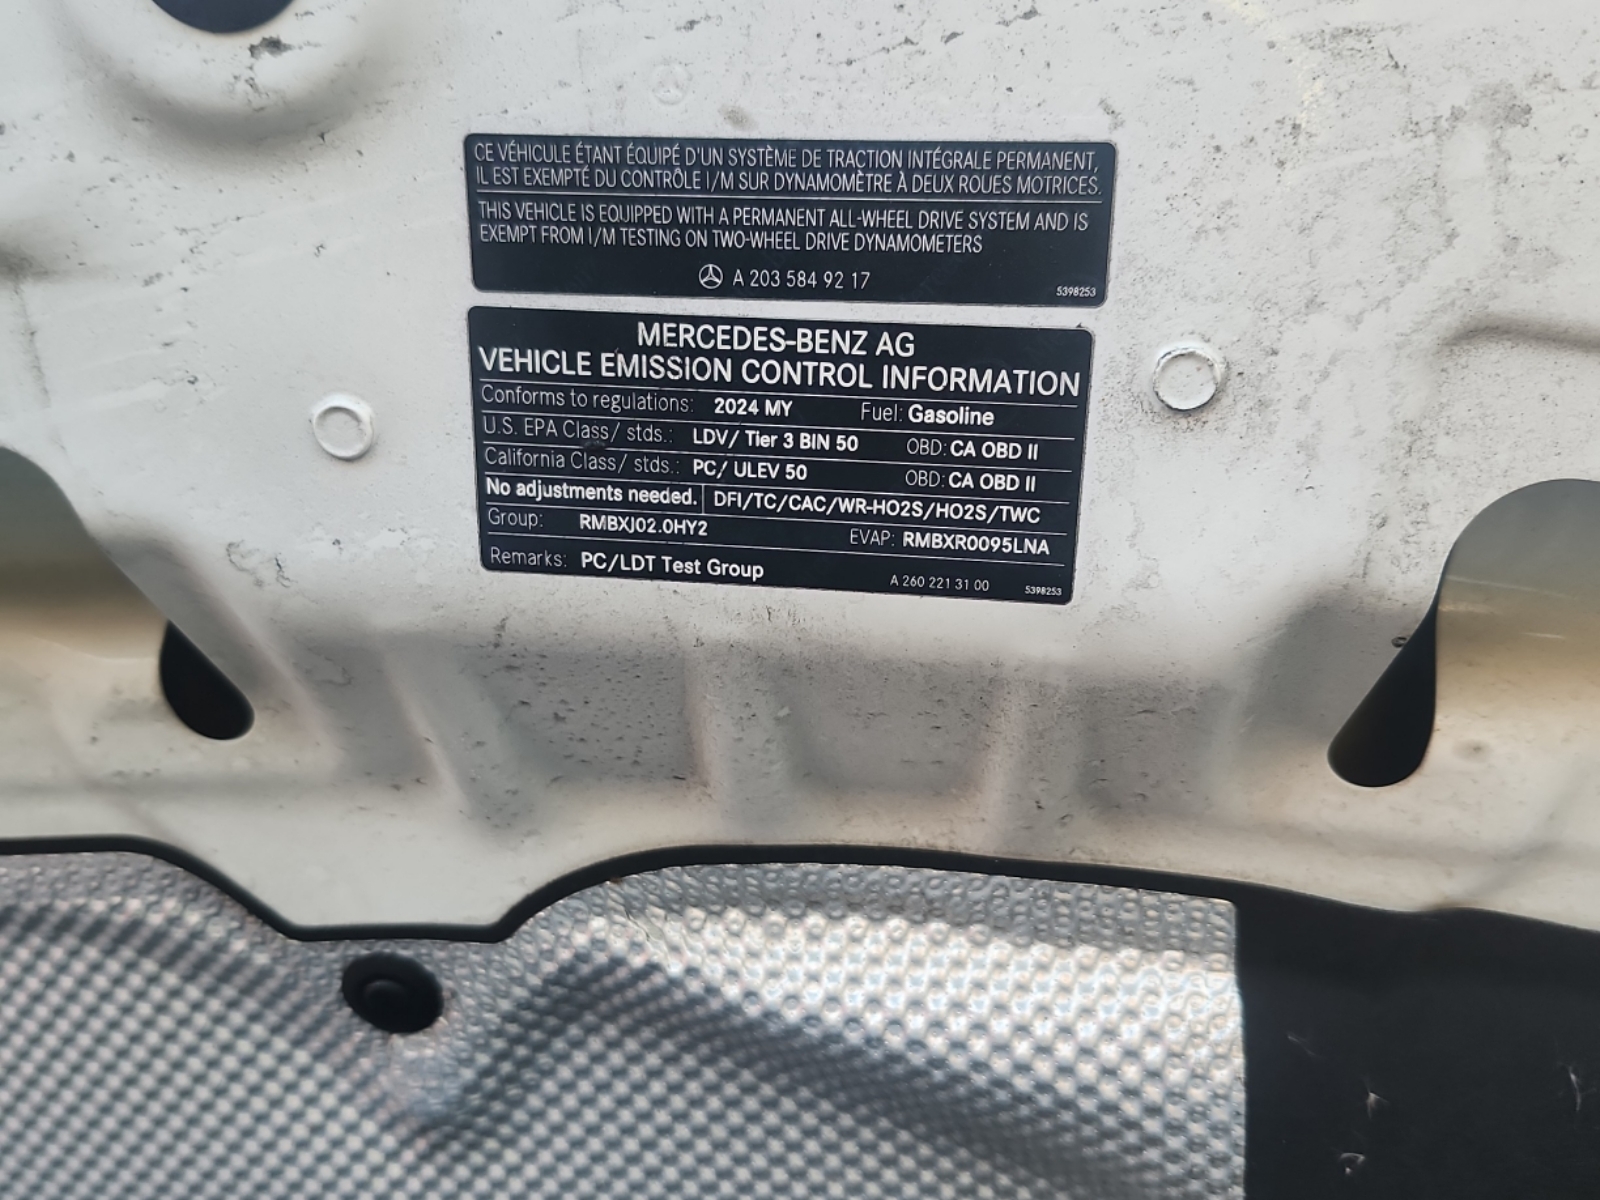 CE VÉHICULE ÉTANT ÉQUIPÉ D'UN SYSTÈME DE TRACTION INTÉGRALE PERMANENT,
IL EST EXEMPTÉ DU CONTRÔLE I/M SUR DYNAMOMÈTRE À DEUX ROUES MOTRICES.
THIS VEHICLE IS EQUIPPED WITH A PERMANENT ALL-WHEEL DRIVE SYSTEM AND IS
EXEMPT FROM I/M TESTING ON TWO-WHEEL DRIVE DYNAMOMETERS
A 203 584 92 17
5398253
MERCEDES-BENZ AG
VEHICLE EMISSION CONTROL INFORMATION
Conforms to regulations: 2024 MY Fuel: Gasoline
U.S. EPA Class/ stds.: LDV/ Tier 3 BIN 50 OBD: CA OBD II
California Class/ stds.: PC/ ULEV 50 OBD: CA OBD II
No adjustments needed. DFI/TC/CAC/WR-HO2S/HO2S/TWC
Group: RMBXJ02.0HY2 EVAP: RMBXR0095LNA
Remarks: PC/LDT Test Group A 260 221 31 00 5398253